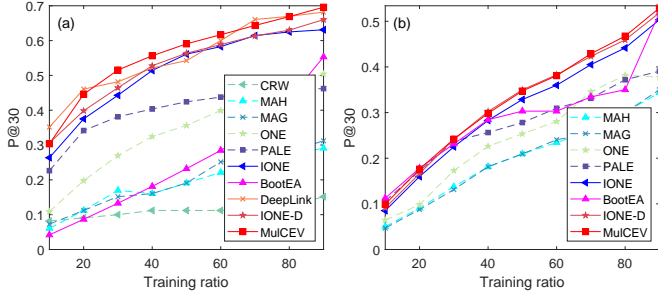 (a)
P@30
0.7
0.6
0.5
0.4
0.3
0.2
0.1
0
20
40
60
80
Training ratio
CRW
MAH
MAG
ONE
PALE
IONE
BootEA
DeepLink
IONE-D
MulCEV
(b)
P@30
0.5
0.4
0.3
0.2
0.1
0
20
40
60
80
Training ratio
MAH
MAG
ONE
PALE
IONE
BootEA
IONE-D
MulCEV